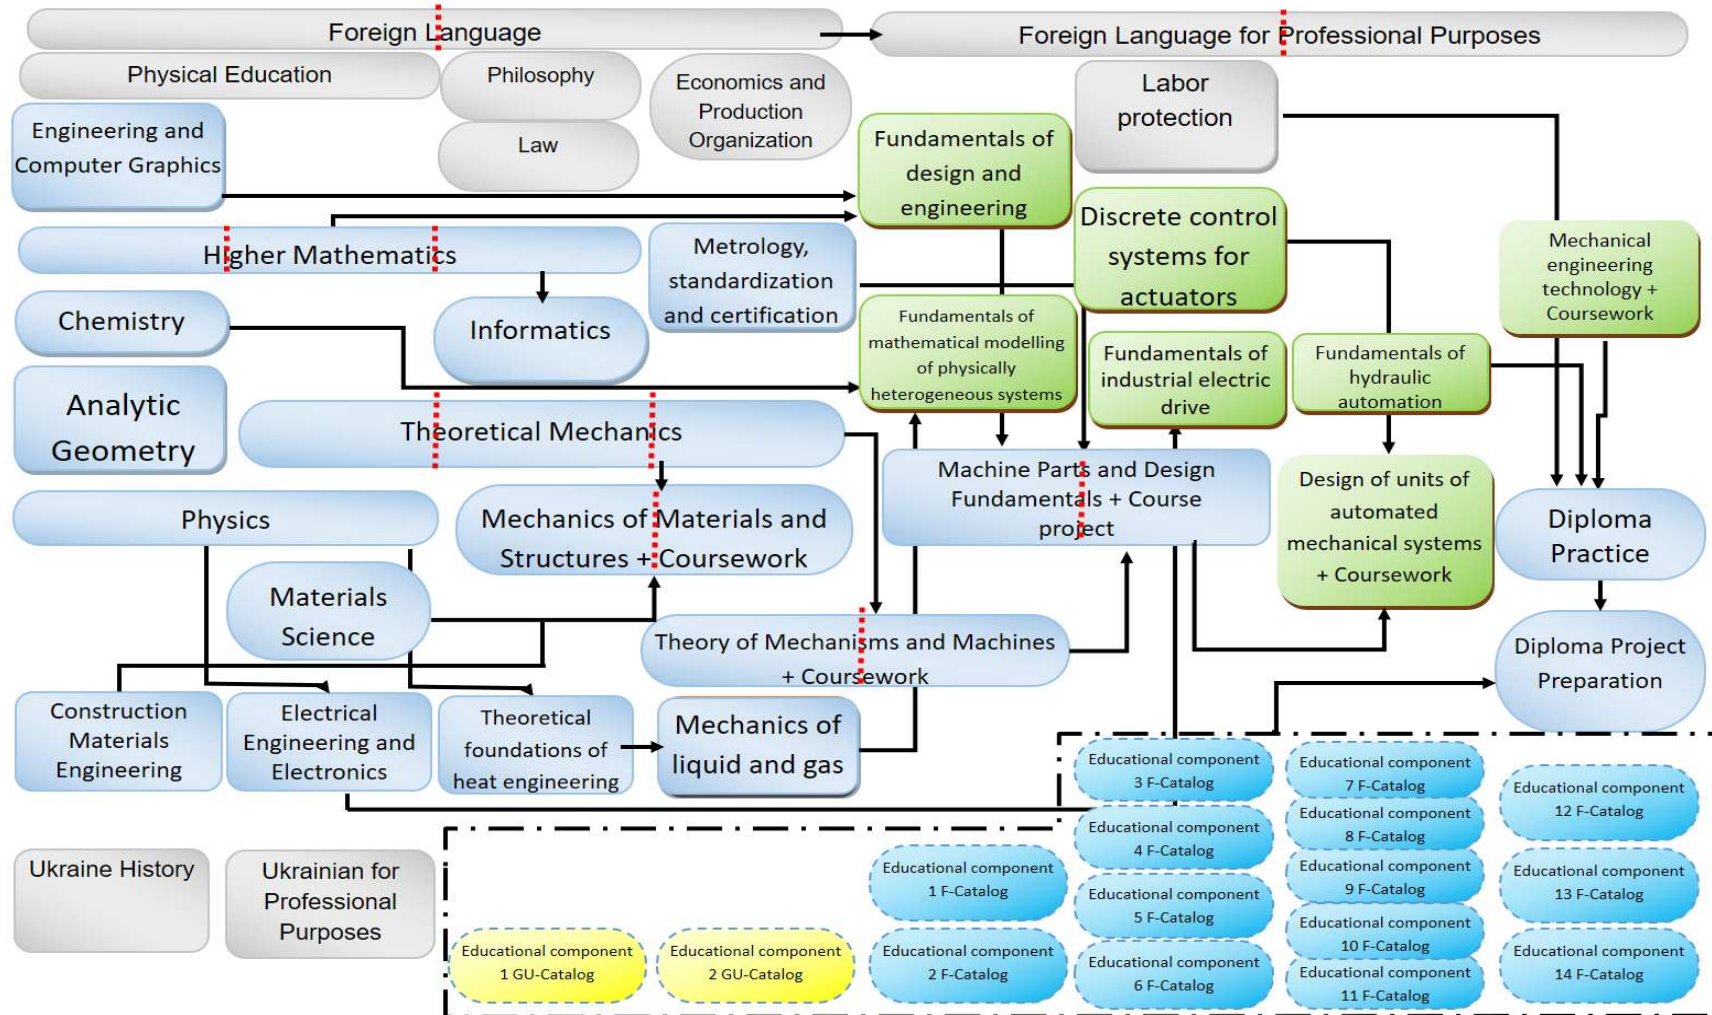 Foreign Language
Foreign Language for Professional Purposes
Physical Education
Philosophy
Law
Economics and
Production
Organization
Labor
protection
Engineering and
Computer Graphics
Fundamentals of
design and
engineering
Discrete control
systems for
actuators
Mechanical
engineering
technology +
Coursework
Higher Mathematics
Metrology,
standardization
and certification
Chemistry
Informatics
Fundamentals of
mathematical modelling
of physically
heterogeneous systems
Fundamentals of
industrial electric
drive
Fundamentals of
hydraulic
automation
Analytic
Geometry
Theoretical Mechanics
Machine Parts and Design
Fundamentals + Course
project
Design of units of
automated
mechanical systems
+ Coursework
Diploma
Practice
Physics
Mechanics of Materials and
Structures + Coursework
Materials
Science
Theory of Mechanisms and Machines
+ Coursework
Diploma Project
Preparation
Construction
Materials
Engineering
Electrical
Engineering and
Electronics
Theoretical
foundations of
heat engineering
Mechanics of
liquid and gas
Ukraine History
Ukrainian for
Professional
Purposes
Educational component
1 GU-Catalog
Educational component
2 GU-Catalog
Educational component
1 F-Catalog
Educational component
2 F-Catalog
Educational component
3 F-Catalog
Educational component
4 F-Catalog
Educational component
5 F-Catalog
Educational component
6 F-Catalog
Educational component
7 F-Catalog
Educational component
8 F-Catalog
Educational component
9 F-Catalog
Educational component
10 F-Catalog
Educational component
11 F-Catalog
Educational component
12 F-Catalog
Educational component
13 F-Catalog
Educational component
14 F-Catalog